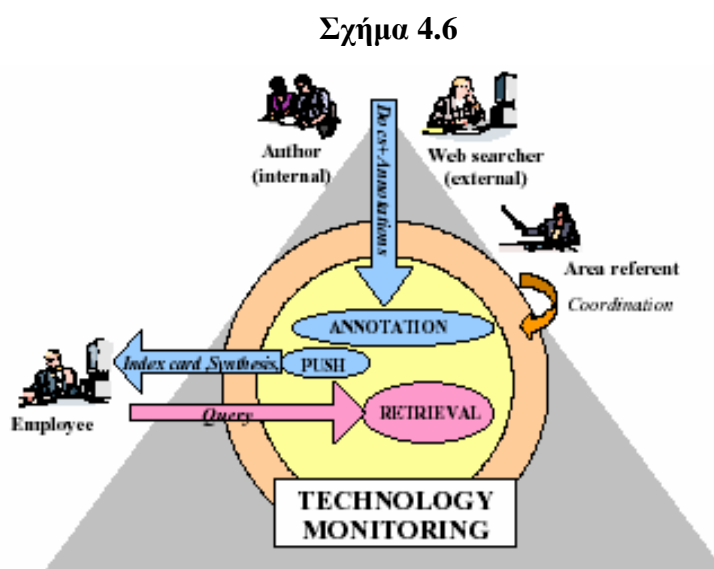 Σχήμα 4.6
Author
(internal)
Docs+Annotations
Web searcher
(external)
Area referent
Coordination
ANNOTATION
Index card ,Synthesis,
PUSH
Employee
Query
RETRIEVAL
TECHNOLOGY
MONITORING